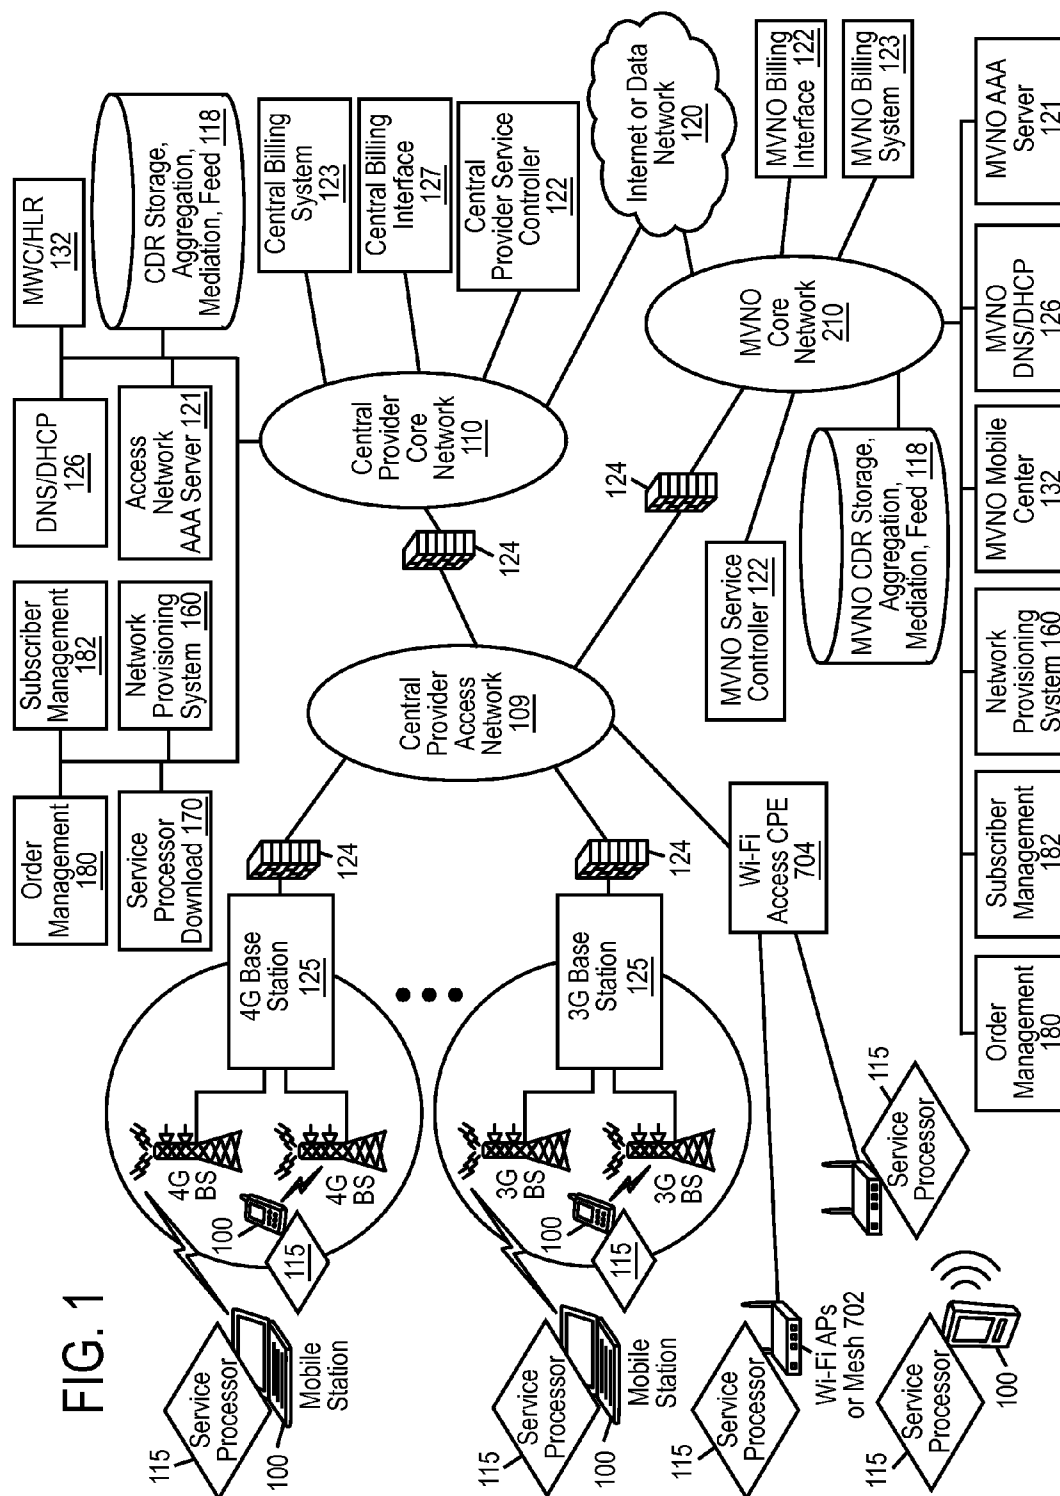 FIG. 1
Order
Management
180
Subscriber
Management
182
DNS/DHCP
126
MWC/HLR
132
Service
Processor
Download 170
Network
Provisioning
System 160
Access
Network
AAA Server 121
CDR Storage,
Aggregation,
Mediation, Feed 118
Service
Processor
115
100
Mobile
Station
4G
BS
4G
BS
100
115
4G Base
Station
125
124
Central Billing
System
123
Central Billing
Interface
127
Central
Provider Service
Controller
122
Central
Provider
Core
Network
110
124
Central
Provider
Access
Network
109
Internet or Data
Network
120
Service
Processor
115
100
Mobile
Station
3G
BS
3G
BS
100
115
3G Base
Station
125
124
124
MVNO
Core
Network
210
MVNO Billing
Interface 122
MVNO Billing
System
123
MVNO Service
Controller 122
MVNO CDR Storage,
Aggregation,
Mediation, Feed 118
Wi-Fi
Access CPE
704
Service
Processor
115
Wi-Fi APs
or Mesh 702
Service
Processor
115
Service
Processor
115
100
Order
Management
180
Subscriber
Management
182
Network
Provisioning
System 160
MVNO Mobile
Center
132
MVNO
DNS/DHCP
126
MVNO AAA
Server
121